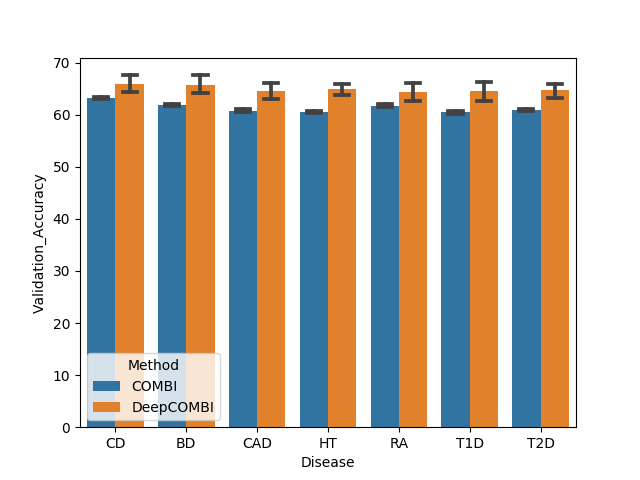 70
60
50
40
30
20
10
0
Validation_Accuracy
Method
COMBI
DeepCOMBI
CD BD CAD HT RA T1D T2D
Disease